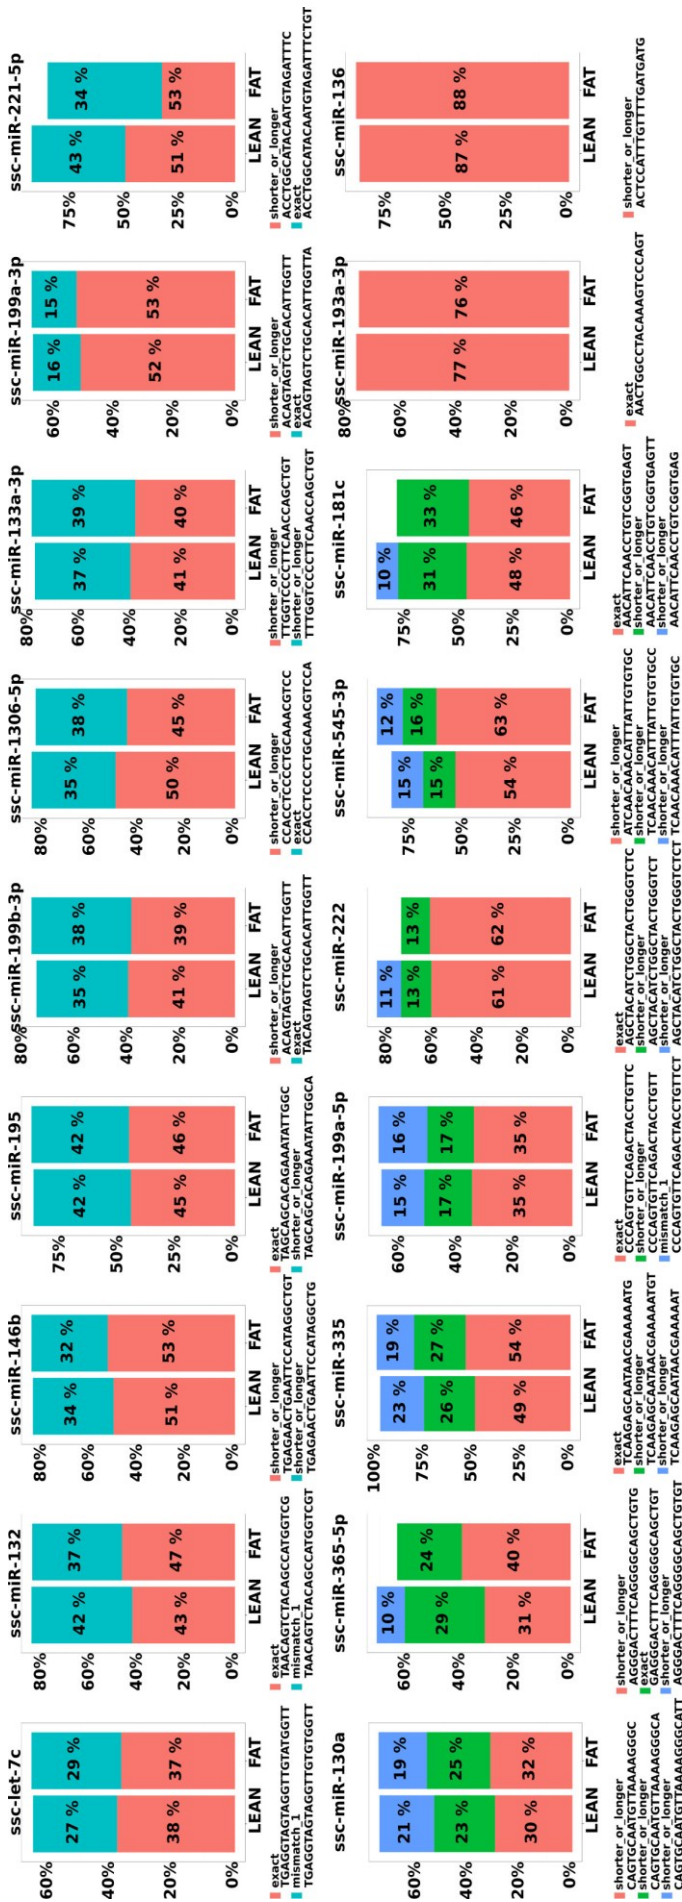 ssc-let-7c
60%
40%
20%
0%
27 %
38 %
29 %
37 %
LEAN FAT
exact
TGAGGTAGTAGGTTGTATGGTT
mismatch_1
TGAGGTAGTAGGTTGTGTGGTT
ssc-miR-132
80%
60%
40%
20%
0%
42 %
43 %
37 %
47 %
LEAN FAT
exact
TAACAGTCTACAGCCATGGTCG
mismatch_1
TAACAGTCTACAGCCATGGTCGT
ssc-miR-146b
80%
60%
40%
20%
0%
34 %
51 %
32 %
53 %
LEAN FAT
shorter_or_longer
TGAGAACTGAATTCCATAGGCTGT
shorter_or_longer
TGAGAACTGAATTCCATAGGCTG
ssc-miR-195
75%
50%
25%
0%
42 %
45 %
42 %
46 %
LEAN FAT
exact
TAGCAGCACAGAAATATTGGC
shorter_or_longer
TAGCAGCACAGAAATATTGGCA
ssc-miR-199b-3p
80%
60%
40%
20%
0%
35 %
41 %
38 %
39 %
LEAN FAT
shorter_or_longer
ACAGTAGTCTGCACATTGGTT
exact
TACAGTAGTCTGCACATTGGTT
ssc-miR-1306-5p
80%
60%
40%
20%
0%
35 %
50 %
38 %
45 %
LEAN FAT
shorter_or_longer
CCACCTCCCCTGCAAACGTCC
exact
CCACCTCCCCTGCAAACGTCCA
ssc-miR-133a-3p
80%
60%
40%
20%
0%
37 %
41 %
39 %
40 %
LEAN FAT
shorter_or_longer
TTGGTCCCCTTCAACCAGCTGT
shorter_or_longer
TTTGGTCCCCTTCAACCAGCTGT
ssc-miR-199a-3p
60%
40%
20%
0%
16 %
52 %
15 %
53 %
LEAN FAT
shorter_or_longer
ACAGTAGTCTGCACATTGGTT
exact
ACAGTAGTCTGCACATTGGTTA
ssc-miR-221-5p
75%
50%
25%
0%
43 %
51 %
34 %
53 %
LEAN FAT
shorter_or_longer
ACCTGGCATACAATGTAGATTTC
exact
ACCTGGCATACAATGTAGATTTCTGT
ssc-miR-130a
60%
40%
20%
0%
21 %
23 %
30 %
19 %
25 %
32 %
LEAN FAT
shorter_or_longer
CAGTGCAATGTTAAAAGGGC
shorter_or_longer
CAGTGCAATGTTAAAAGGGCA
shorter_or_longer
CAGTGCAATGTTAAAAGGGCATT
ssc-miR-365-5p
60%
40%
20%
0%
10 %
29 %
31 %
24 %
40 %
LEAN FAT
shorter_or_longer
AGGGACTTTCAGGGGCAGCTGTG
exact
GAGGGACTTTCAGGGGCAGCTGT
shorter_or_longer
AGGGACTTTCAGGGGCAGCTGTGT
ssc-miR-335
100%
75%
50%
25%
0%
23 %
26 %
49 %
19 %
27 %
54 %
LEAN FAT
exact
TCAAGAGCAATAACGAAAAATG
shorter_or_longer
TCAAGAGCAATAACGAAAAATGT
shorter_or_longer
TCAAGAGCAATAACGAAAAAT
ssc-miR-199a-5p
60%
40%
20%
0%
15 %
17 %
35 %
16 %
17 %
35 %
LEAN FAT
exact
CCCAGTGTTCAGACTACCTGTTC
shorter_or_longer
CCCAGTGTTCAGACTACCTGTT
mismatch_1
CCCAGTGTTCAGACTACCTGTTCT
ssc-miR-222
80%
60%
40%
20%
0%
11 %
13 %
61 %
13 %
62 %
LEAN FAT
exact
AGCTACATCTGGCTACTGGGTCTC
shorter_or_longer
AGCTACATCTGGCTACTGGGTCT
mismatch_1
AGCTACATCTGGCTACTGGGTCTCT
ssc-miR-545-3p
75%
50%
25%
0%
15 %
15 %
54 %
12 %
16 %
63 %
LEAN FAT
shorter_or_longer
ATCAACAAACATTTATTGTGTGC
shorter_or_longer
TCAACAAACATTTATTGTGTGCC
shorter_or_longer
TCAACAAACATTTATTGTGTGC
ssc-miR-181c
75%
50%
25%
0%
10 %
31 %
48 %
33 %
46 %
LEAN FAT
exact
AACATTCAACCTGTCGGTGAGT
shorter_or_longer
AACATTCAACCTGTCGGTGAGTT
shorter_or_longer
AACATTCAACCTGTCGGTGAG
ssc-miR-193a-3p
80%
60%
40%
20%
0%
77 %
76 %
LEAN FAT
exact
AACTGGCCTACAAAGTCCCAGT
ssc-miR-136
75%
50%
25%
0%
87 %
88 %
LEAN FAT
shorter_or_longer
ACTCCATTTGTTTTGATGATG